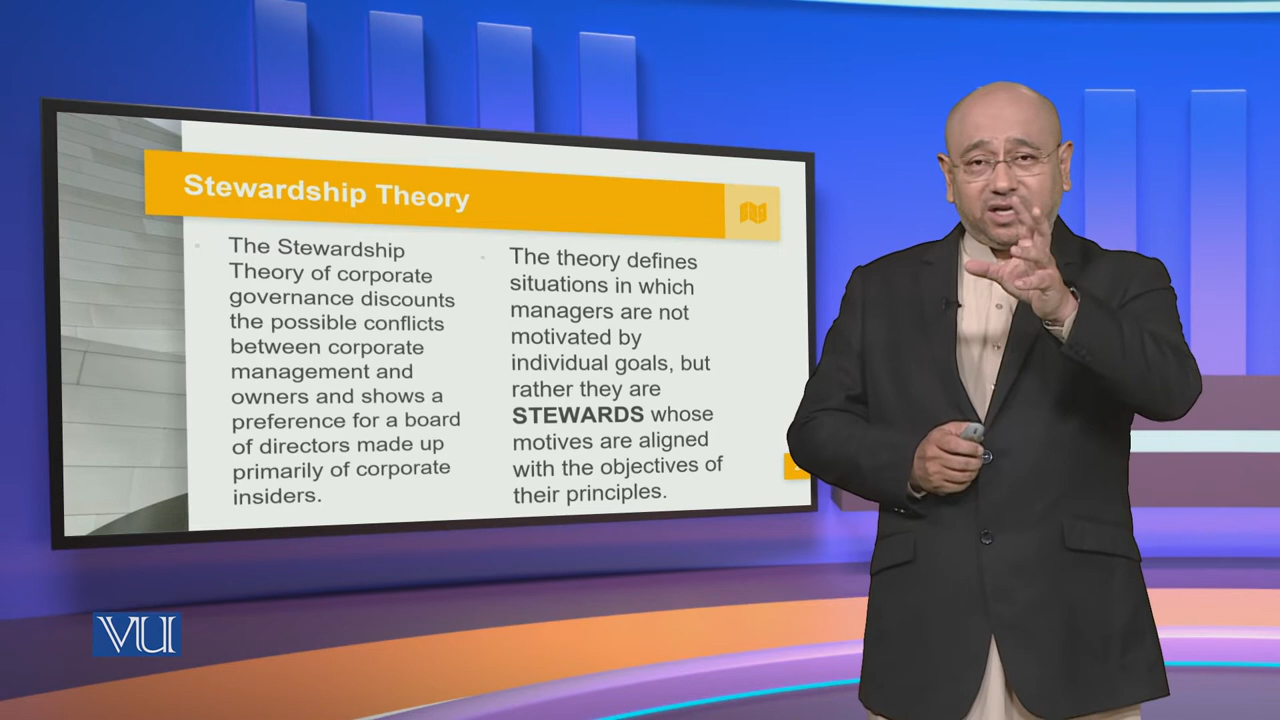 Stewardship Theory
The Stewardship
Theory of corporate
governance discounts
the possible conflicts
between corporate
management and
owners and shows a
preference for a board
of directors made up
primarily of corporate
insiders.
The theory defines
situations in which
managers are not
motivated by
individual goals, but
rather they are
STEWARDS whose
motives are aligned
with the objectives of
their principles.
VU